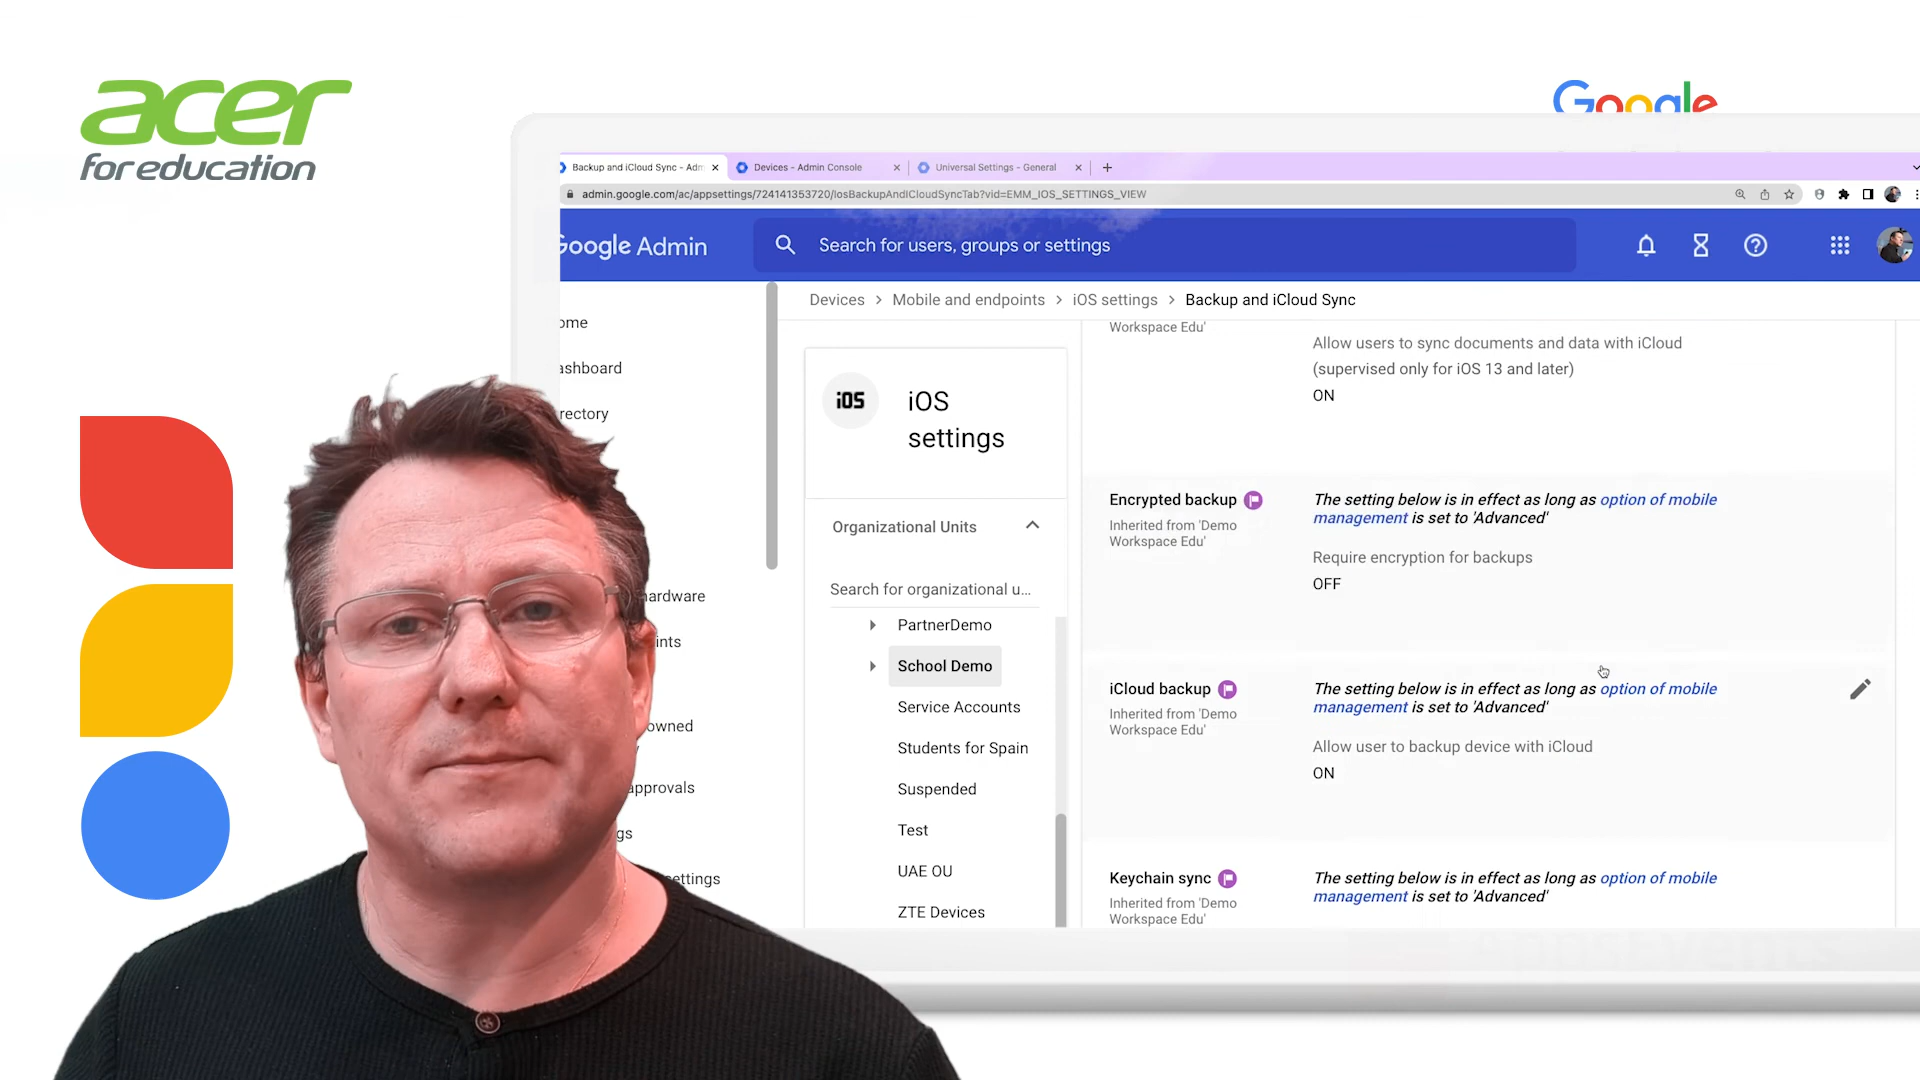 acer
for education
Google
Backup and iCloud Sync - Adm
Devices - Admin Console
Universal Settings - General
admin.google.com/ac/appsettings/724141353720/IosBackupAndICloudSyncTab?vid=EMM_IOS_SETTINGS_VIEW
Google Admin
Search for users, groups or settings
Devices > Mobile and endpoints > iOS settings > Backup and iCloud Sync
ome
ashboard
rectory
hardware
ints
owned
approvals
gs
ettings
iOS
iOS
settings
Organizational Units
Search for organizational u...
PartnerDemo
School Demo
Service Accounts
Students for Spain
Suspended
Test
UAE OU
ZTE Devices
Workspace Edu'
Allow users to sync documents and data with iCloud
(supervised only for iOS 13 and later)
ON
Encrypted backup
Inherited from 'Demo
Workspace Edu'
The setting below is in effect as long as option of mobile
management is set to 'Advanced'
Require encryption for backups
OFF
iCloud backup
Inherited from 'Demo
Workspace Edu'
The setting below is in effect as long as option of mobile
management is set to 'Advanced'
Allow user to backup device with iCloud
ON
Keychain sync
Inherited from 'Demo
Workspace Edu'
The setting below is in effect as long as option of mobile
management is set to 'Advanced'